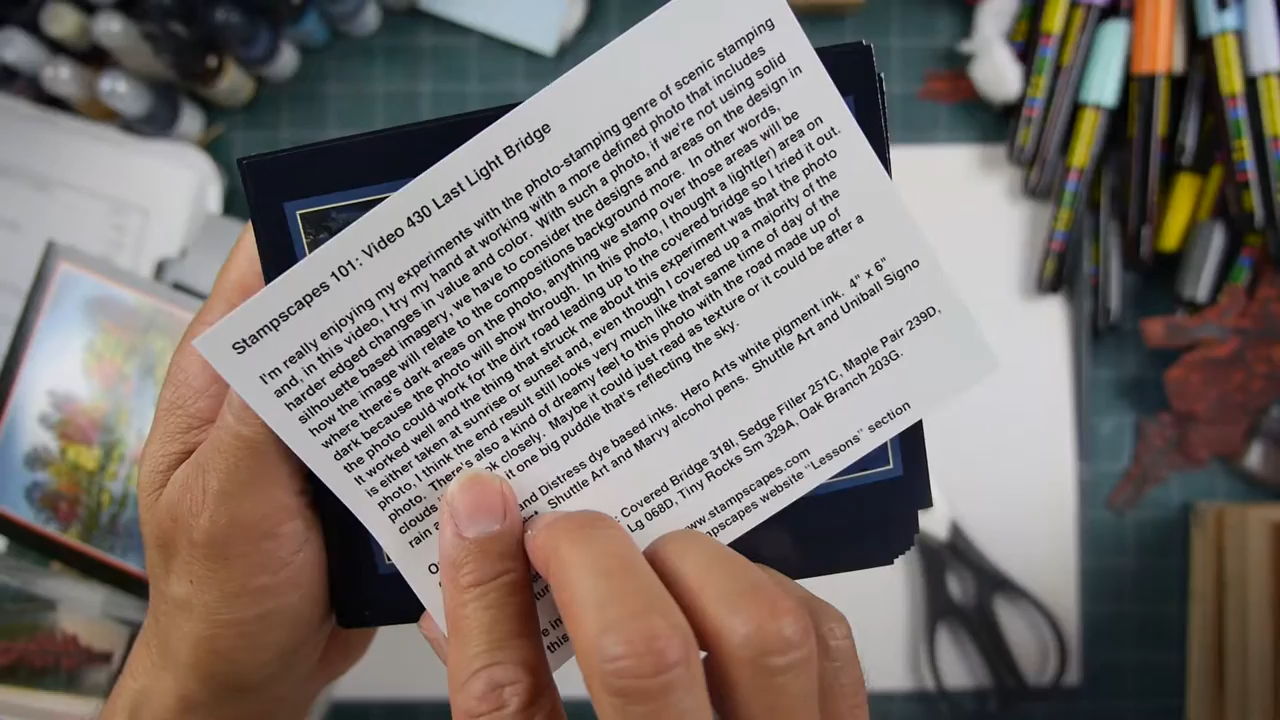 Stampscapes 101: Video 430 Last Light Bridge
I'm really enjoying my experiments with the photo-stamping genre of scenic stamping
and, in this video, I try my hand at working with a more defined photo that includes
harder edged changes in value and color. With such a photo, if we're not using solid
silhouette based imagery, we have to consider the designs and areas on the design in
how the image will relate to the compositions background more. In other words,
where there's dark areas on the photo, anything we stamp over those areas will be
dark because the photo will show through. In this photo, I thought a light(er) area on
the photo could work for the dirt road leading up to the covered bridge so I tried it out.
It worked well and the thing that struck me about this experiment was that the photo
is either taken at sunrise or sunset and, even though I covered up a majority of the
photo, I think the end result still looks very much like that same time of day of the
photo. There's also a kind of dreamy feel to this photo with the road made up of
clouds closely. Maybe it could just read as texture or it could be after a
rain it one big puddle that's reflecting the sky.
and Distress dye based inks. Hero Arts white pigment ink. 4" x 6"
Shuttle Art and Marvy alcohol pens. Shuttle Art and Uniball Signo
: Covered Bridge 318I, Sedge Filler 251C, Maple Pair 239D,
Lg 068D, Tiny Rocks Sm 329A, Oak Branch 203G.
www.stampscapes.com
website "Lessons" section